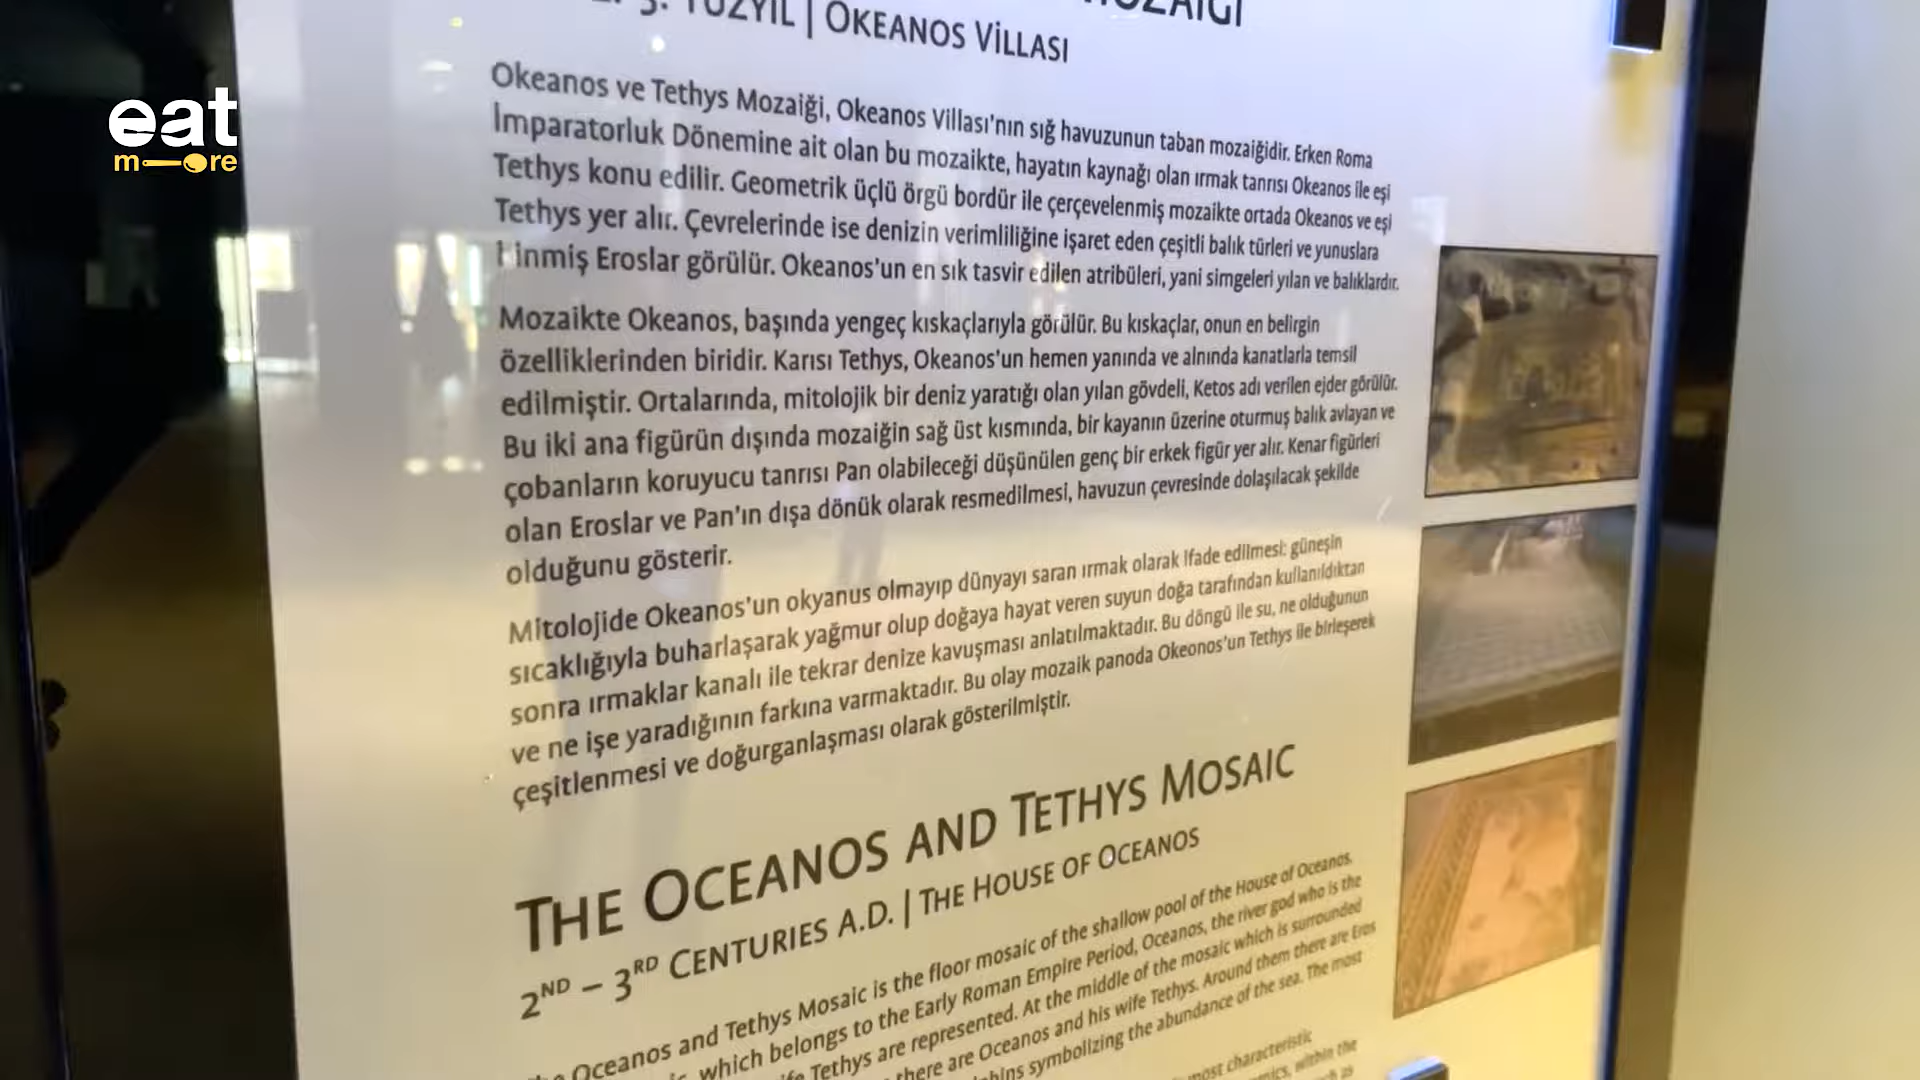 eat
more
3. YÜZYIL | OKEANOS VİLLASI
Okeanos ve Tethys Mozaiği, Okeanos Villası'nın sığ havuzunun taban mozaiğidir. Erken Roma
İmparatorluk Dönemine ait olan bu mozaikte, hayatın kaynağı olan ırmak tanrısı Okeanos ile eşi
Tethys konu edilir. Geometrik üçlü örgü bordür ile çerçevelenmiş mozaikte ortada Okeanos ve eşi
Tethys yer alır. Çevrelerinde ise denizin verimliliğine işaret eden çeşitli balık türleri ve yunuslara
binmiş Eroslar görülür. Okeanos'un en sık tasvir edilen atribüleri, yani simgeleri yılan ve balıklardır.
Mozaikte Okeanos, başında yengeç kıskaçlarıyla görülür. Bu kıskaçlar, onun en belirgin
özelliklerinden biridir. Karısı Tethys, Okeanos'un hemen yanında ve alnında kanatlarla temsil
edilmiştir. Ortalarında, mitolojik bir deniz yaratığı olan yılan gövdeli, Ketos adı verilen ejder görülür.
Bu iki ana figürün dışında mozaiğin sağ üst kısmında, bir kayanın üzerine oturmuş balık avlayan ve
çobanların koruyucu tanrısı Pan olabileceği düşünülen genç bir erkek figür yer alır. Kenar figürleri
olan Eroslar ve Pan'ın dışa dönük olarak resmedilmesi, havuzun çevresinde dolaşılacak şekilde
olduğunu gösterir.
Mitolojide Okeanos'un okyanus olmayıp dünyayı saran ırmak olarak ifade edilmesi: güneşin
sıcaklığıyla buharlaşarak yağmur olup doğaya hayat veren suyun doğa tarafından kullanıldıktan
sonra ırmaklar kanalı ile tekrar denize kavuşması anlatılmaktadır. Bu döngü ile su, ne olduğunun
ve ne işe yaradığının farkına varmaktadır. Bu olay mozaik panoda Okeonos'un Tethys ile birleşerek
çeşitlenmesi ve doğurganlaşması olarak gösterilmiştir.
THE OCEANOS AND TETHYS MOSAIC
2ND – 3RD CENTURIES A.D. | THE HOUSE OF OCEANOS
Oceanos and Tethys Mosaic is the floor mosaic of the shallow pool of the House of Oceanos.
which belongs to the Early Roman Empire Period, Oceanos, the river god who is the
Tethys are represented. At the middle of the mosaic which is surrounded
there are Oceanos and his wife Tethys. Around them there are Eros
symbolizing the abundance of the sea. The most
most characteristic
within the